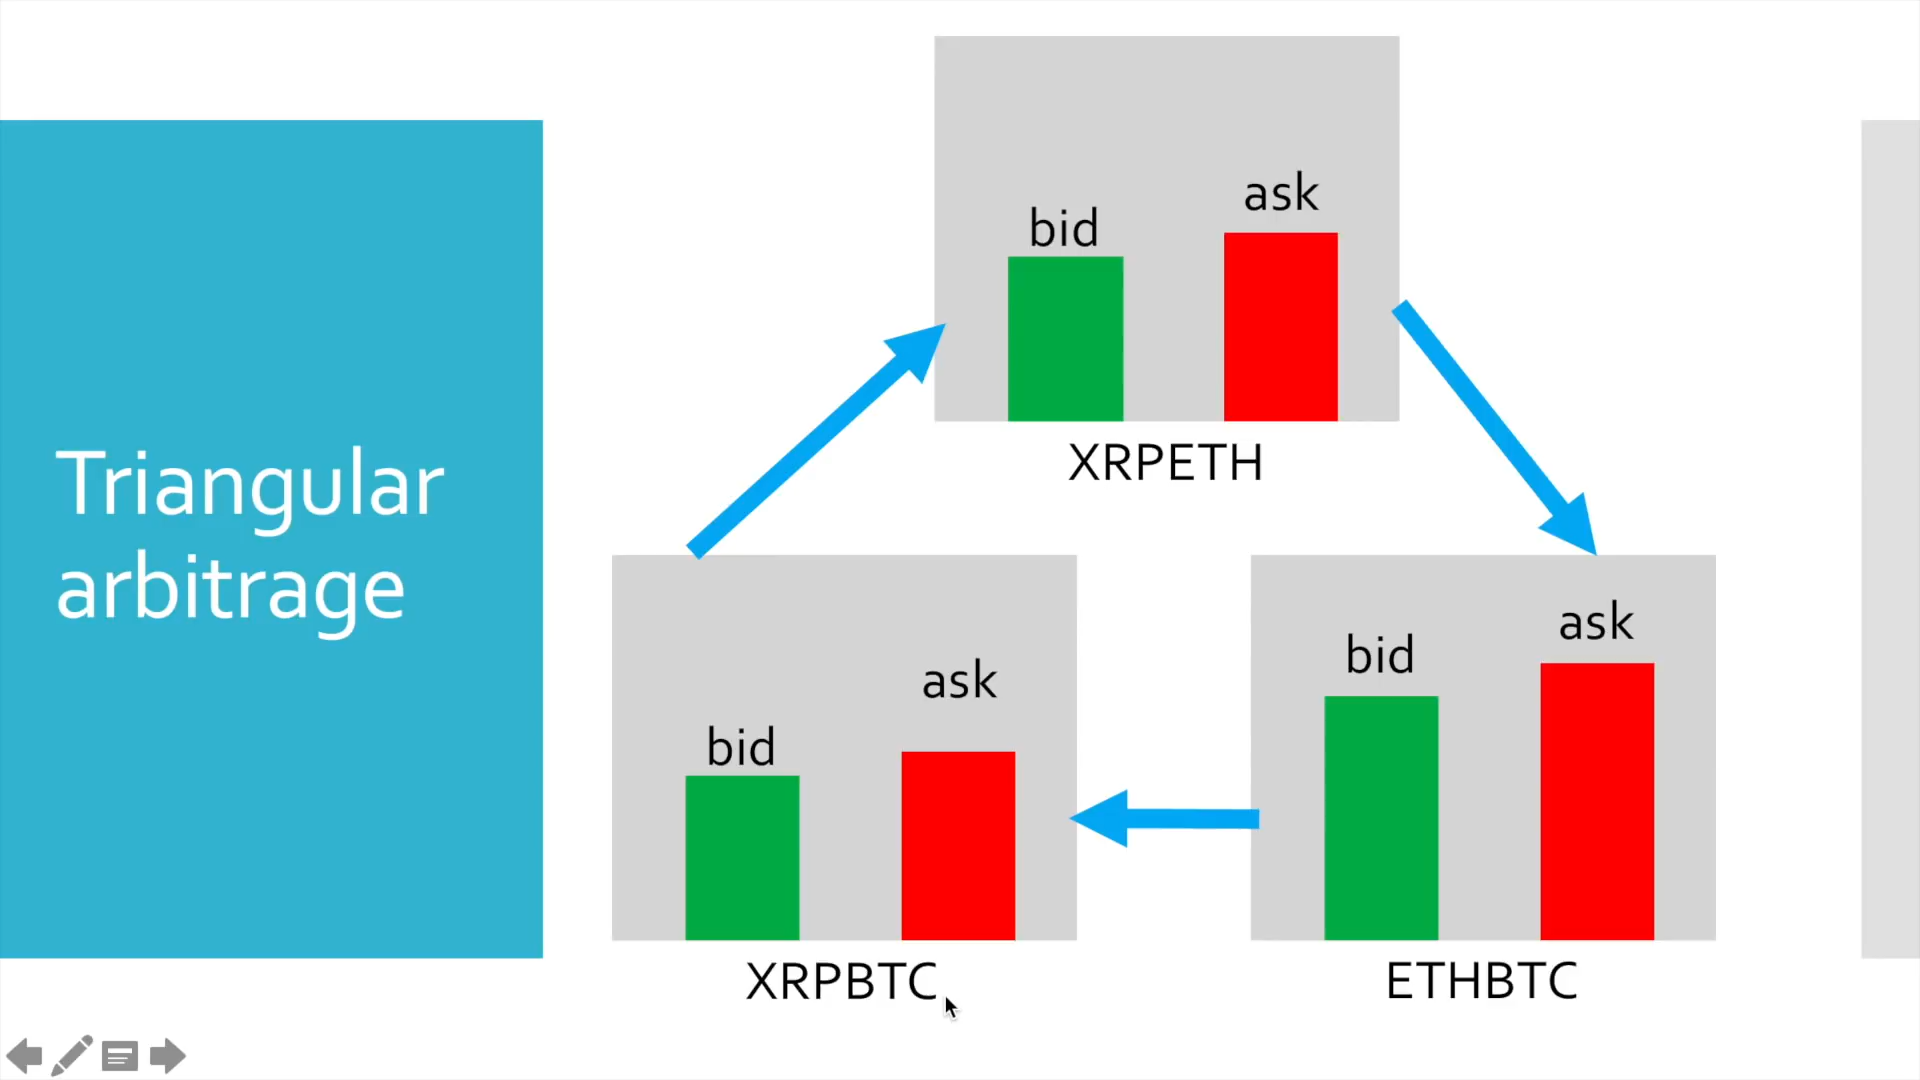 Triangular
arbitrage
bid
ask
XRPETH
bid
ask
XRPBTC
bid
ask
ETHBTC